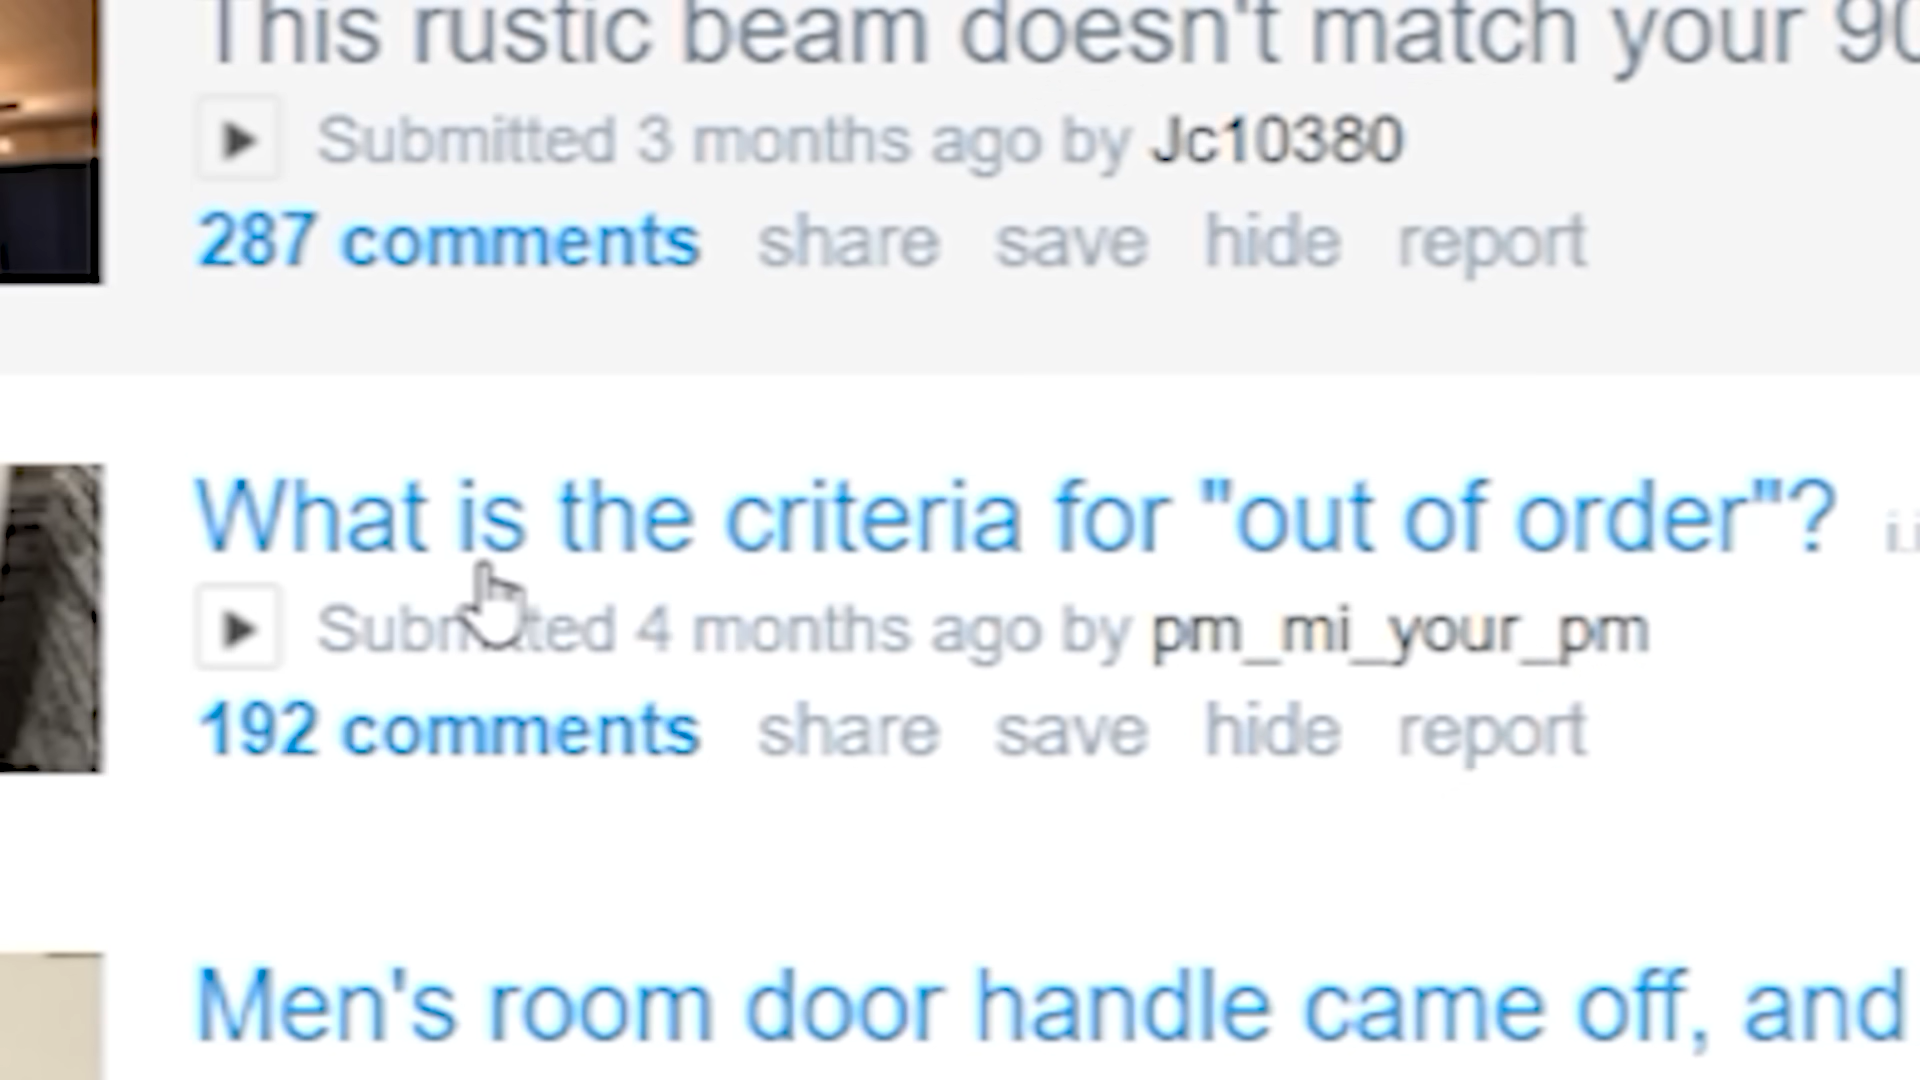 This rustic beam doesn't match your 90
Submitted 3 months ago by Jc10380
287 comments share save hide report
What is the criteria for "out of order"?
Submitted 4 months ago by pm_mi_your_pm
192 comments share save hide report
Men's room door handle came off, and